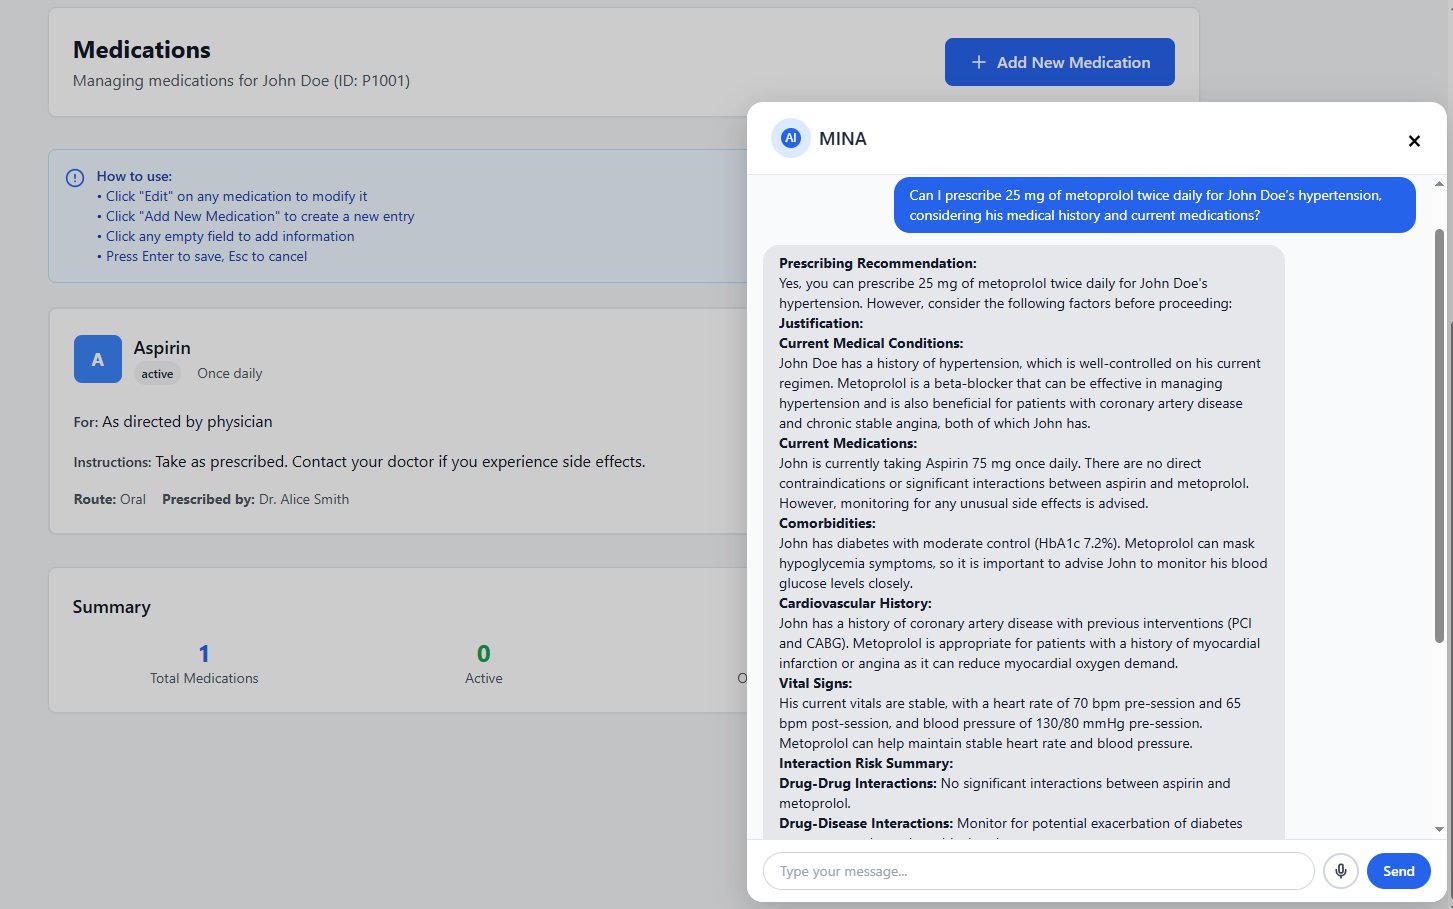 Medications
Managing medications for John Doe (ID: P1001)
+ Add New Medication
How to use:
• Click "Edit" on any medication to modify it
• Click "Add New Medication" to create a new entry
• Click any empty field to add information
• Press Enter to save, Esc to cancel
A
Aspirin
active Once daily
For: As directed by physician
Instructions: Take as prescribed. Contact your doctor if you experience side effects.
Route: Oral Prescribed by: Dr. Alice Smith
Summary
1
Total Medications
0
Active
O
AI MINA
Can I prescribe 25 mg of metoprolol twice daily for John Doe’s hypertension,
considering his medical history and current medications?
Prescribing Recommendation:
Yes, you can prescribe 25 mg of metoprolol twice daily for John Doe's
hypertension. However, consider the following factors before proceeding:
Justification:
Current Medical Conditions:
John Doe has a history of hypertension, which is well-controlled on his current
regimen. Metoprolol is a beta-blocker that can be effective in managing
hypertension and is also beneficial for patients with coronary artery disease
and chronic stable angina, both of which John has.
Current Medications:
John is currently taking Aspirin 75 mg once daily. There are no direct
contraindications or significant interactions between aspirin and metoprolol.
However, monitoring for any unusual side effects is advised.
Comorbidities:
John has diabetes with moderate control (HbA1c 7.2%). Metoprolol can mask
hypoglycemia symptoms, so it is important to advise John to monitor his blood
glucose levels closely.
Cardiovascular History:
John has a history of coronary artery disease with previous interventions (PCI
and CABG). Metoprolol is appropriate for patients with a history of myocardial
infarction or angina as it can reduce myocardial oxygen demand.
Vital Signs:
His current vitals are stable, with a heart rate of 70 bpm pre-session and 65
bpm post-session, and blood pressure of 130/80 mmHg pre-session.
Metoprolol can help maintain stable heart rate and blood pressure.
Interaction Risk Summary:
Drug-Drug Interactions: No significant interactions between aspirin and
metoprolol.
Drug-Disease Interactions: Monitor for potential exacerbation of diabetes
Type your message...
Send